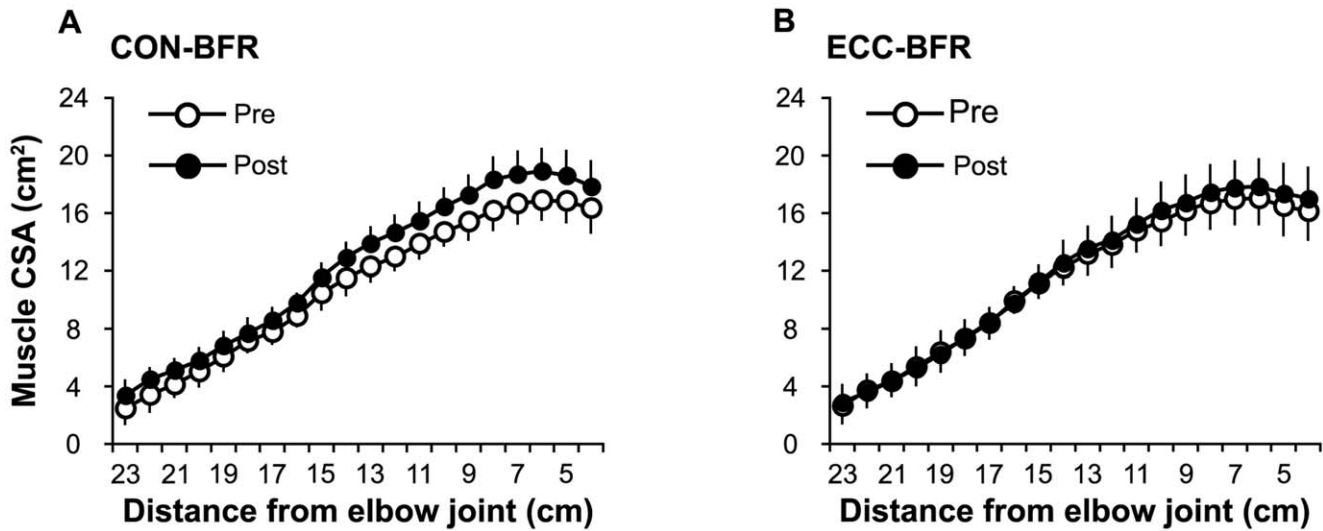 A
CON-BFR
Muscle CSA (cm²)
24
20
16
12
8
4
0
Pre
Post
23 21 19 17 15 13 11 9 7 5
Distance from elbow joint (cm)
B
ECC-BFR
24
20
16
12
8
4
0
Pre
Post
23 21 19 17 15 13 11 9 7 5
Distance from elbow joint (cm)